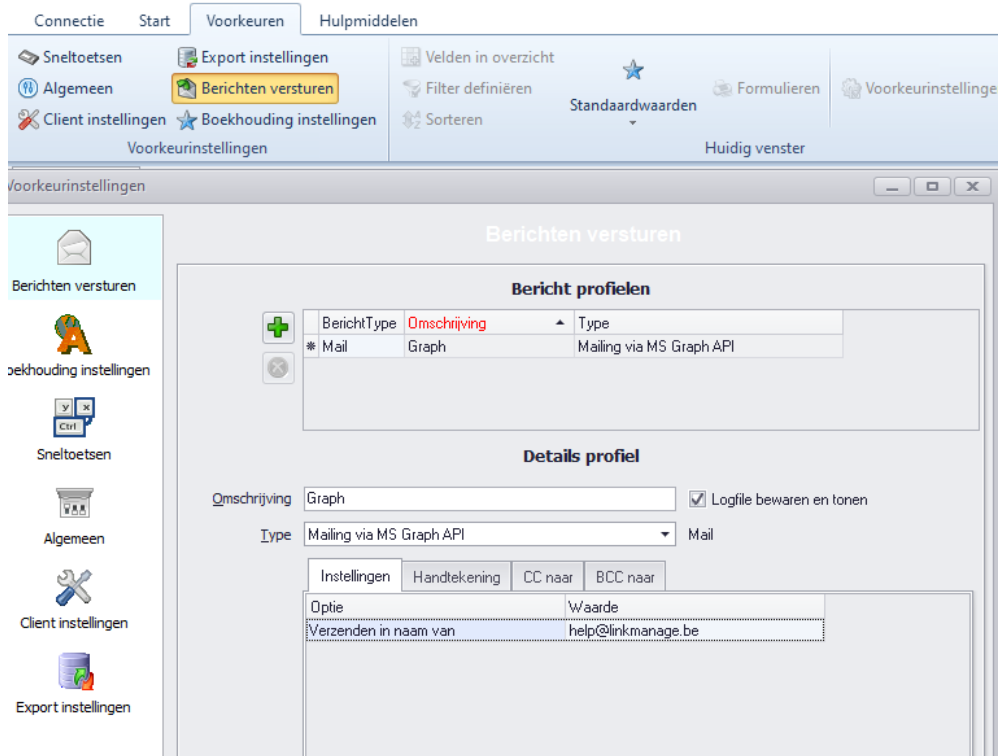 Connectie Start Voorkeuren Hulpmiddelen
Sneltoetsen Export instellingen Velden in overzicht
Algemeen Berichten versturen Filter definiëren Standaardwaarden Formulieren Voorkeurinstellinge
Client instellingen Boekhouding instellingen Sorteren
Voorkeurinstellingen Huidig venster
Voorkeurinstellingen
Berichten versturen
Berichten versturen
Bericht profielen
BerichtType Omschrijving Type
Mail Graph Mailing via MS Graph API
oekhouding instellingen
y x
Ctrl
Sneltoetsen
Details profiel
Omschrijving Graph Logfile bewaren en tonen
Type Mailing via MS Graph API Mail
Algemeen
Instellingen Handtekening CC naar BCC naar
Optie Waarde
Verzenden in naam van help@linkmanage.be
Client instellingen
Export instellingen